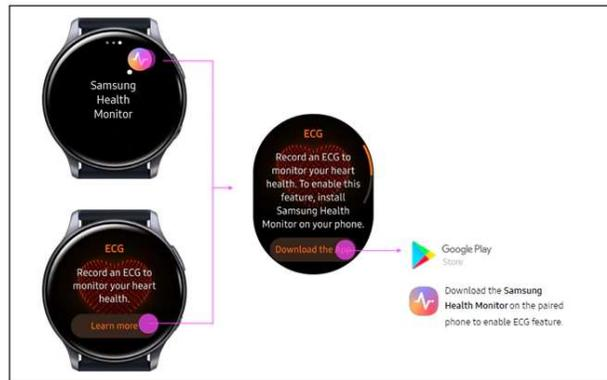 Samsung
Health
Monitor
ECG
Record an ECG to
monitor your heart
health.
Learn more
ECG
Record an ECG to
monitor your heart
health. To enable this
feature, install
Samsung Health
Monitor on your phone.
Download the App
Google Play
Store
Download the Samsung
Health Monitor on the paired
phone to enable ECG feature.